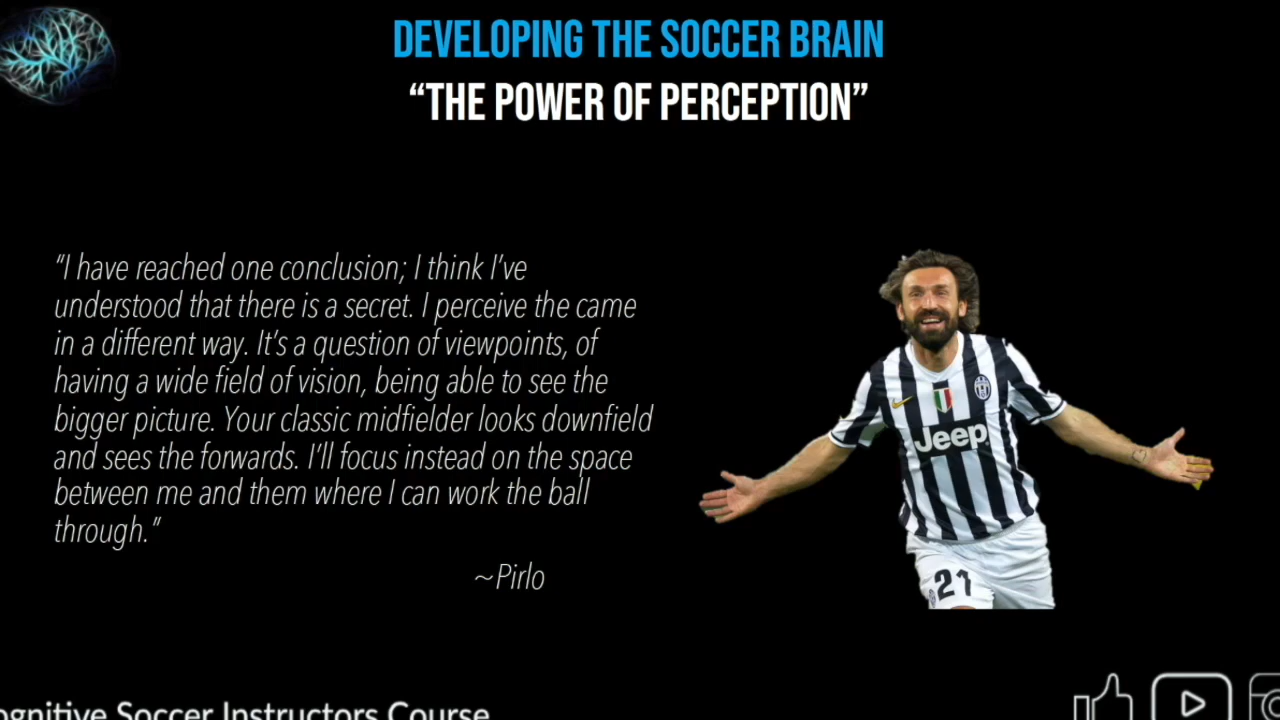 DEVELOPING THE SOCCER BRAIN
“THE POWER OF PERCEPTION”
“I have reached one conclusion; I think I’ve
understood that there is a secret. I perceive the came
in a different way. It’s a question of viewpoints, of
having a wide field of vision, being able to see the
bigger picture. Your classic midfielder looks downfield
and sees the forwards. I’ll focus instead on the space
between me and them where I can work the ball
through.”
~Pirlo
Jeep
21
ognitive Soccer Instructors Course